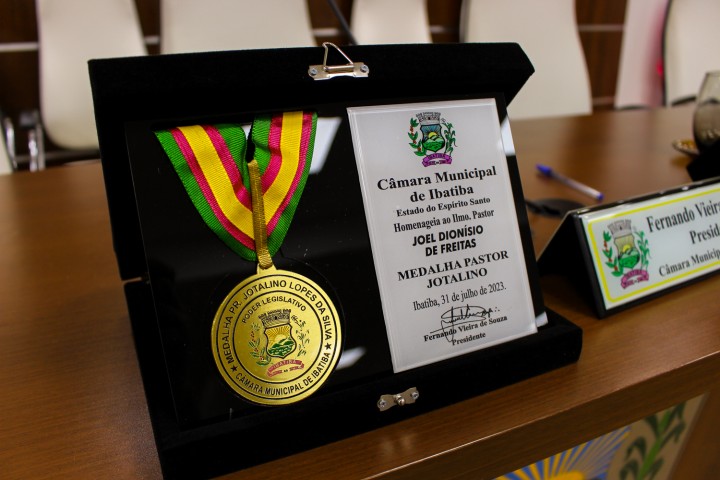 MEDALHA PR. JOTALINO LOPES DA SILVA
PODER LEGISLATIVO
CÂMARA MUNICIPAL DE IBATIBA
Câmara Municipal
de Ibatiba
Estado do Espírito Santo
Homenageia ao Ilmo. Pastor
JOEL DIONÍSIO
DE FREITAS
MEDALHA PASTOR
JOTALINO
Ibatiba, 31 de julho de 2023.
Fernando Vieira de Souza
Presidente
Fernando Vieira
Presid
Câmara Municip